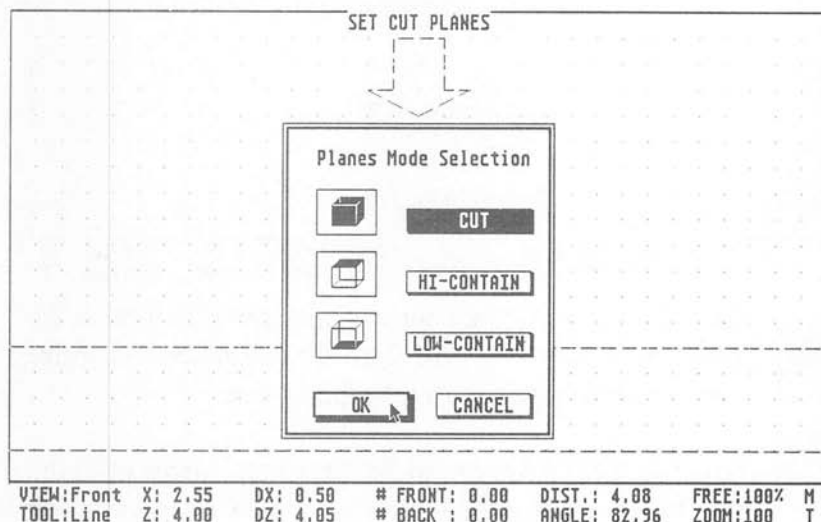 SET CUT PLANES
Planes Mode Selection
CUT
HI-CONTAIN
LOW-CONTAIN
OK CANCEL
VIEW:Front X: 2.55 DX: 0.50 # FRONT: 0.00 DIST.: 4.08 FREE:100% M
TOOL:Line Z: 4.00 DZ: 4.05 # BACK : 0.00 ANGLE: 82.96 ZOOM:100 T